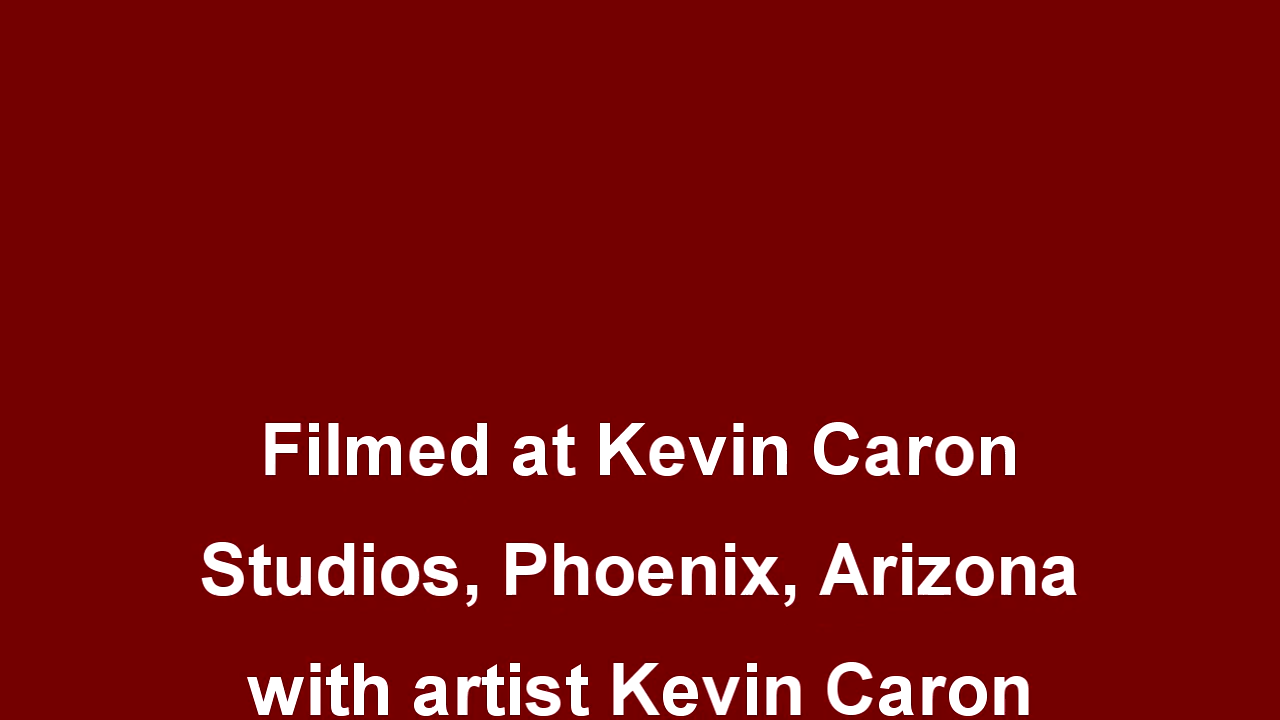 Filmed at Kevin Caron
Studios, Phoenix, Arizona
with artist Kevin Caron